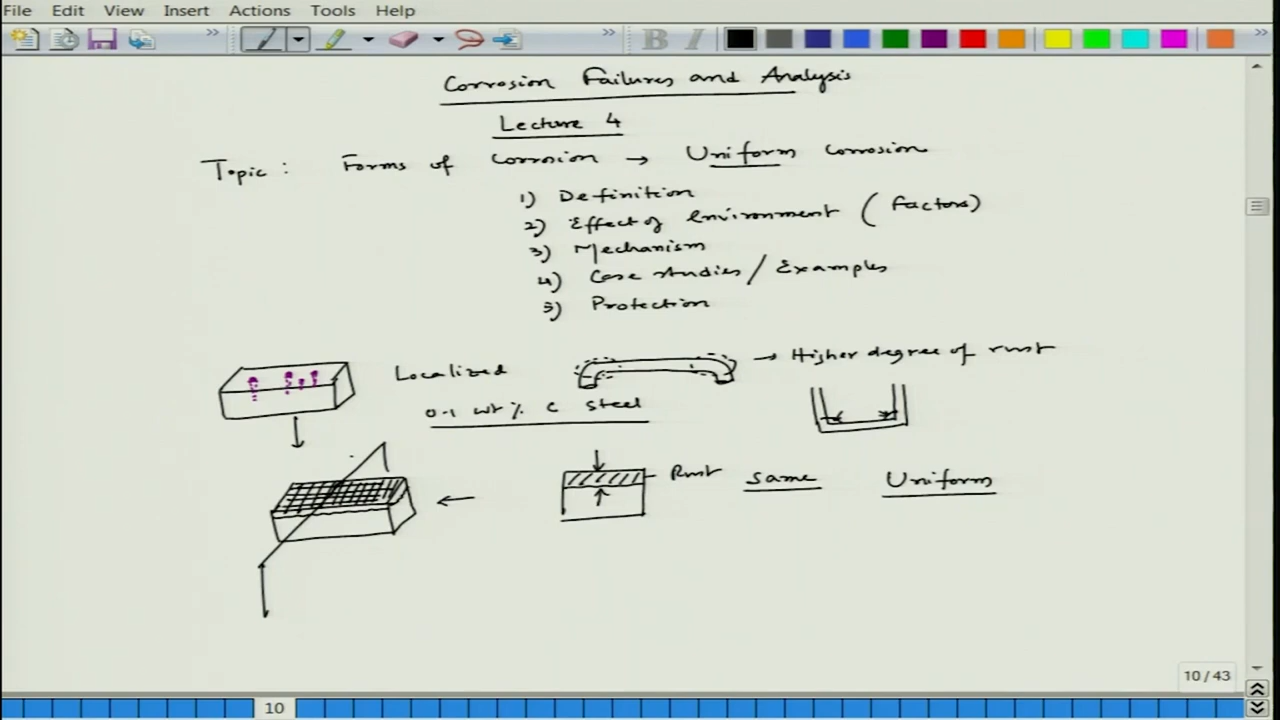 File Edit View Insert Actions Tools Help
B I
Corrosion Failures and Analysis
Lecture 4
Topic : Forms of Corrosion → Uniform Corrosion
1) Definition
2) Effect of environment (factors)
3) Mechanism
4) Case studies / Examples
5) Protection
Localized
→ Higher degree of rust
0.1 wt % C Steel
Rust same Uniform
10 / 43
10